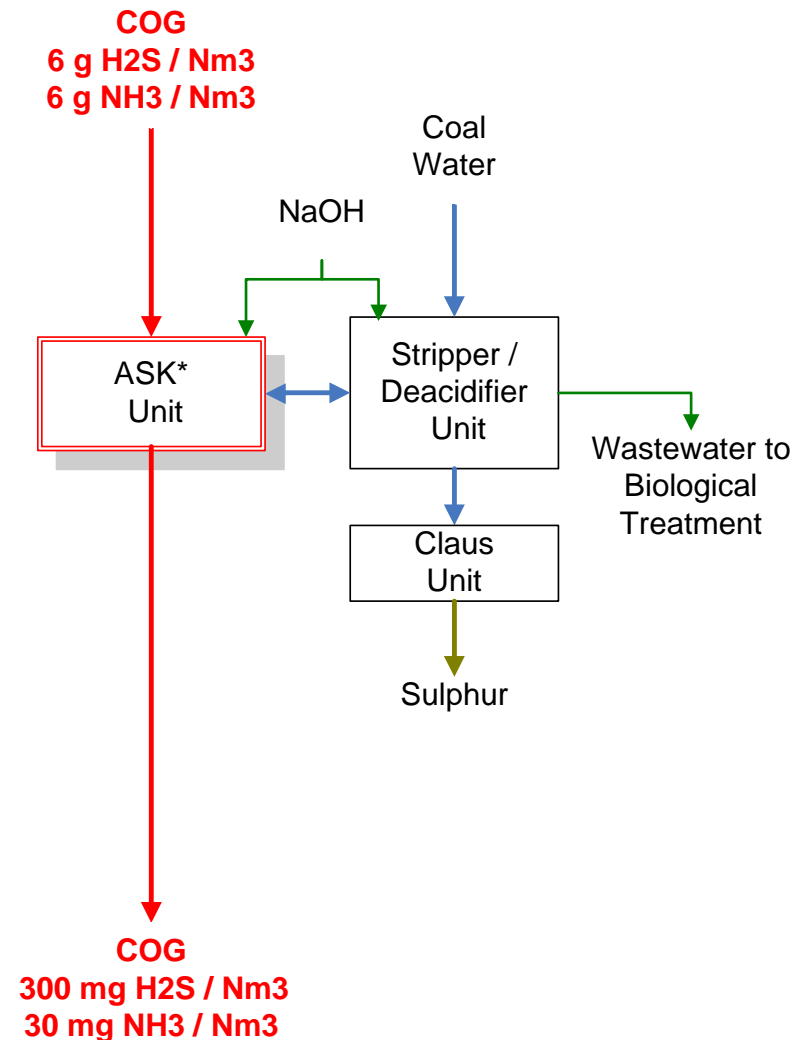 COG
6 g H2S / Nm3
6 g NH3 / Nm3
Coal
Water
NaOH
ASK*
Unit
Stripper /
Deacidifier
Unit
Wastewater to
Biological
Treatment
Claus
Unit
Sulphur
COG
300 mg H2S / Nm3
30 mg NH3 / Nm3